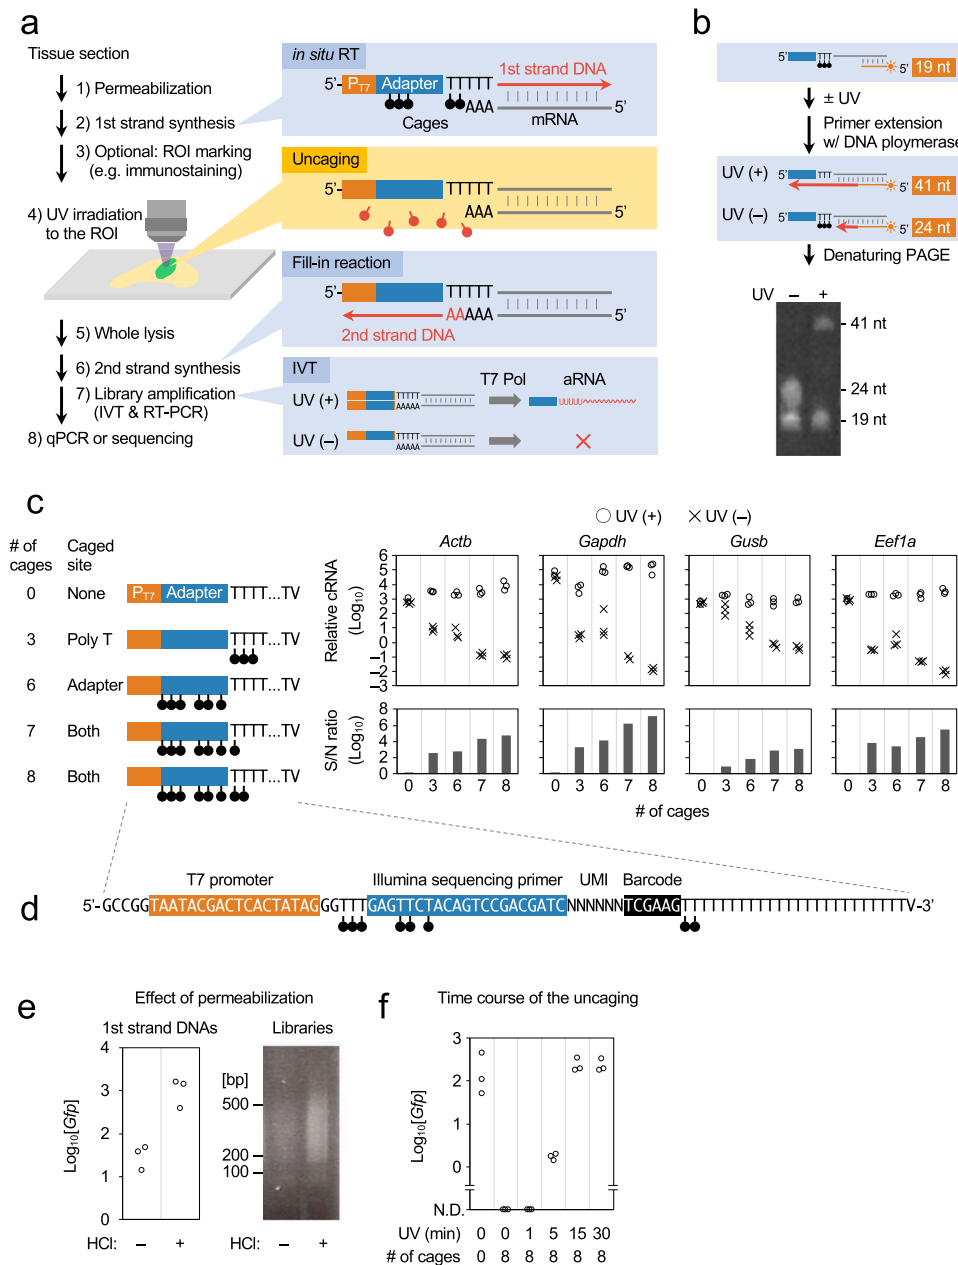 a
Tissue section
1) Permeabilization
2) 1st strand synthesis
3) Optional: ROI marking
(e.g. immunostaining)
4) UV irradiation
to the ROI
5) Whole lysis
6) 2nd strand synthesis
7) Library amplification
(IVT & RT-PCR)
8) qPCR or sequencing
in situ RT
1st strand DNA
5'- PT7 Adapter TTTTT
AAA 5'
Cages mRNA
Uncaging
5'- TTTTT
AAA 5'
Fill-in reaction
5'- TTTTT
AAAAA 5'
2nd strand DNA
IVT
T7 Pol aRNA
UV (+) TTTTT
AAAAA UUUUU
UV (–) TTTTT
AAAAA
b
TTT 5' 19 nt
± UV
Primer extension
w/ DNA ploymerase
UV (+) TTT
5' 41 nt
UV (–) TTT
5' 24 nt
Denaturing PAGE
UV – +
41 nt
24 nt
19 nt
c
# of
cages
Caged
site
0 None PT7 Adapter TTTT...TV
3 Poly T TTTT...TV
6 Adapter TTTT...TV
7 Both TTTT...TV
8 Both TTTT...TV
UV (+) UV (–)
Actb Gapdh Gusb Eef1a
Relative cRNA
(Log10)
6
5
4
3
2
1
0
–1
–1
–3
S/N ratio
(Log10)
8
4
0
0 3 6 7 8 0 3 6 7 8 0 3 6 7 8 0 3 6 7 8
# of cages
d
T7 promoter Illumina sequencing primer UMI Barcode
5'-GCCGGTAATACGACTCACTATAGGGTTTGAGTTCTACAGTCCGACGATCNNNNNNTCGAAGTTTTTTTTTTTTTTTTTTTTTTTTV-3'
e
Effect of permeabilization
1st strand DNAs Libraries
Log10[Gfp]
4
3
2
1
0
HCl: – +
[bp]
500
200
100
HCl: – +
f
Time course of the uncaging
Log10[Gfp]
3
2
1
0
N.D.
UV (min) 0 0 1 5 15 30
# of cages 0 8 8 8 8 8